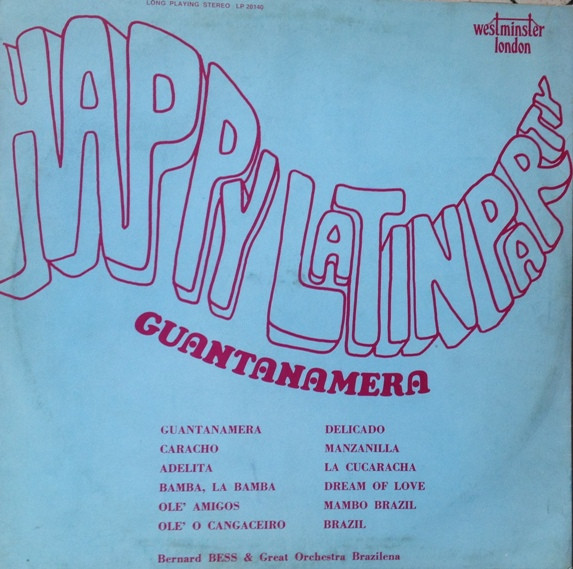 LONG PLAYING STEREO LP 28140
westminster
london
HAPPY LATIN PARTY
GUANTANAMERA
GUANTANAMERA
CARACHO
ADELITA
BAMBA, LA BAMBA
OLE' AMIGOS
OLE' O CANGACEIRO
DELICADO
MANZANILLA
LA CUCARACHA
DREAM OF LOVE
MAMBO BRAZIL
BRAZIL
Bernard BESS & Great Orchestra Brazilena